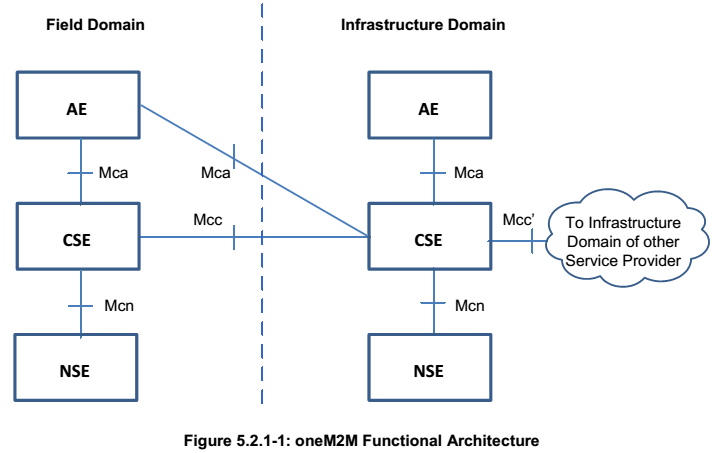 Field Domain
Infrastructure Domain
AE
AE
Mca
Mca
Mca
CSE
Mcc
CSE
Mcc’
To Infrastructure
Domain of other
Service Provider
Mcn
Mcn
NSE
NSE
Figure 5.2.1-1: oneM2M Functional Architecture